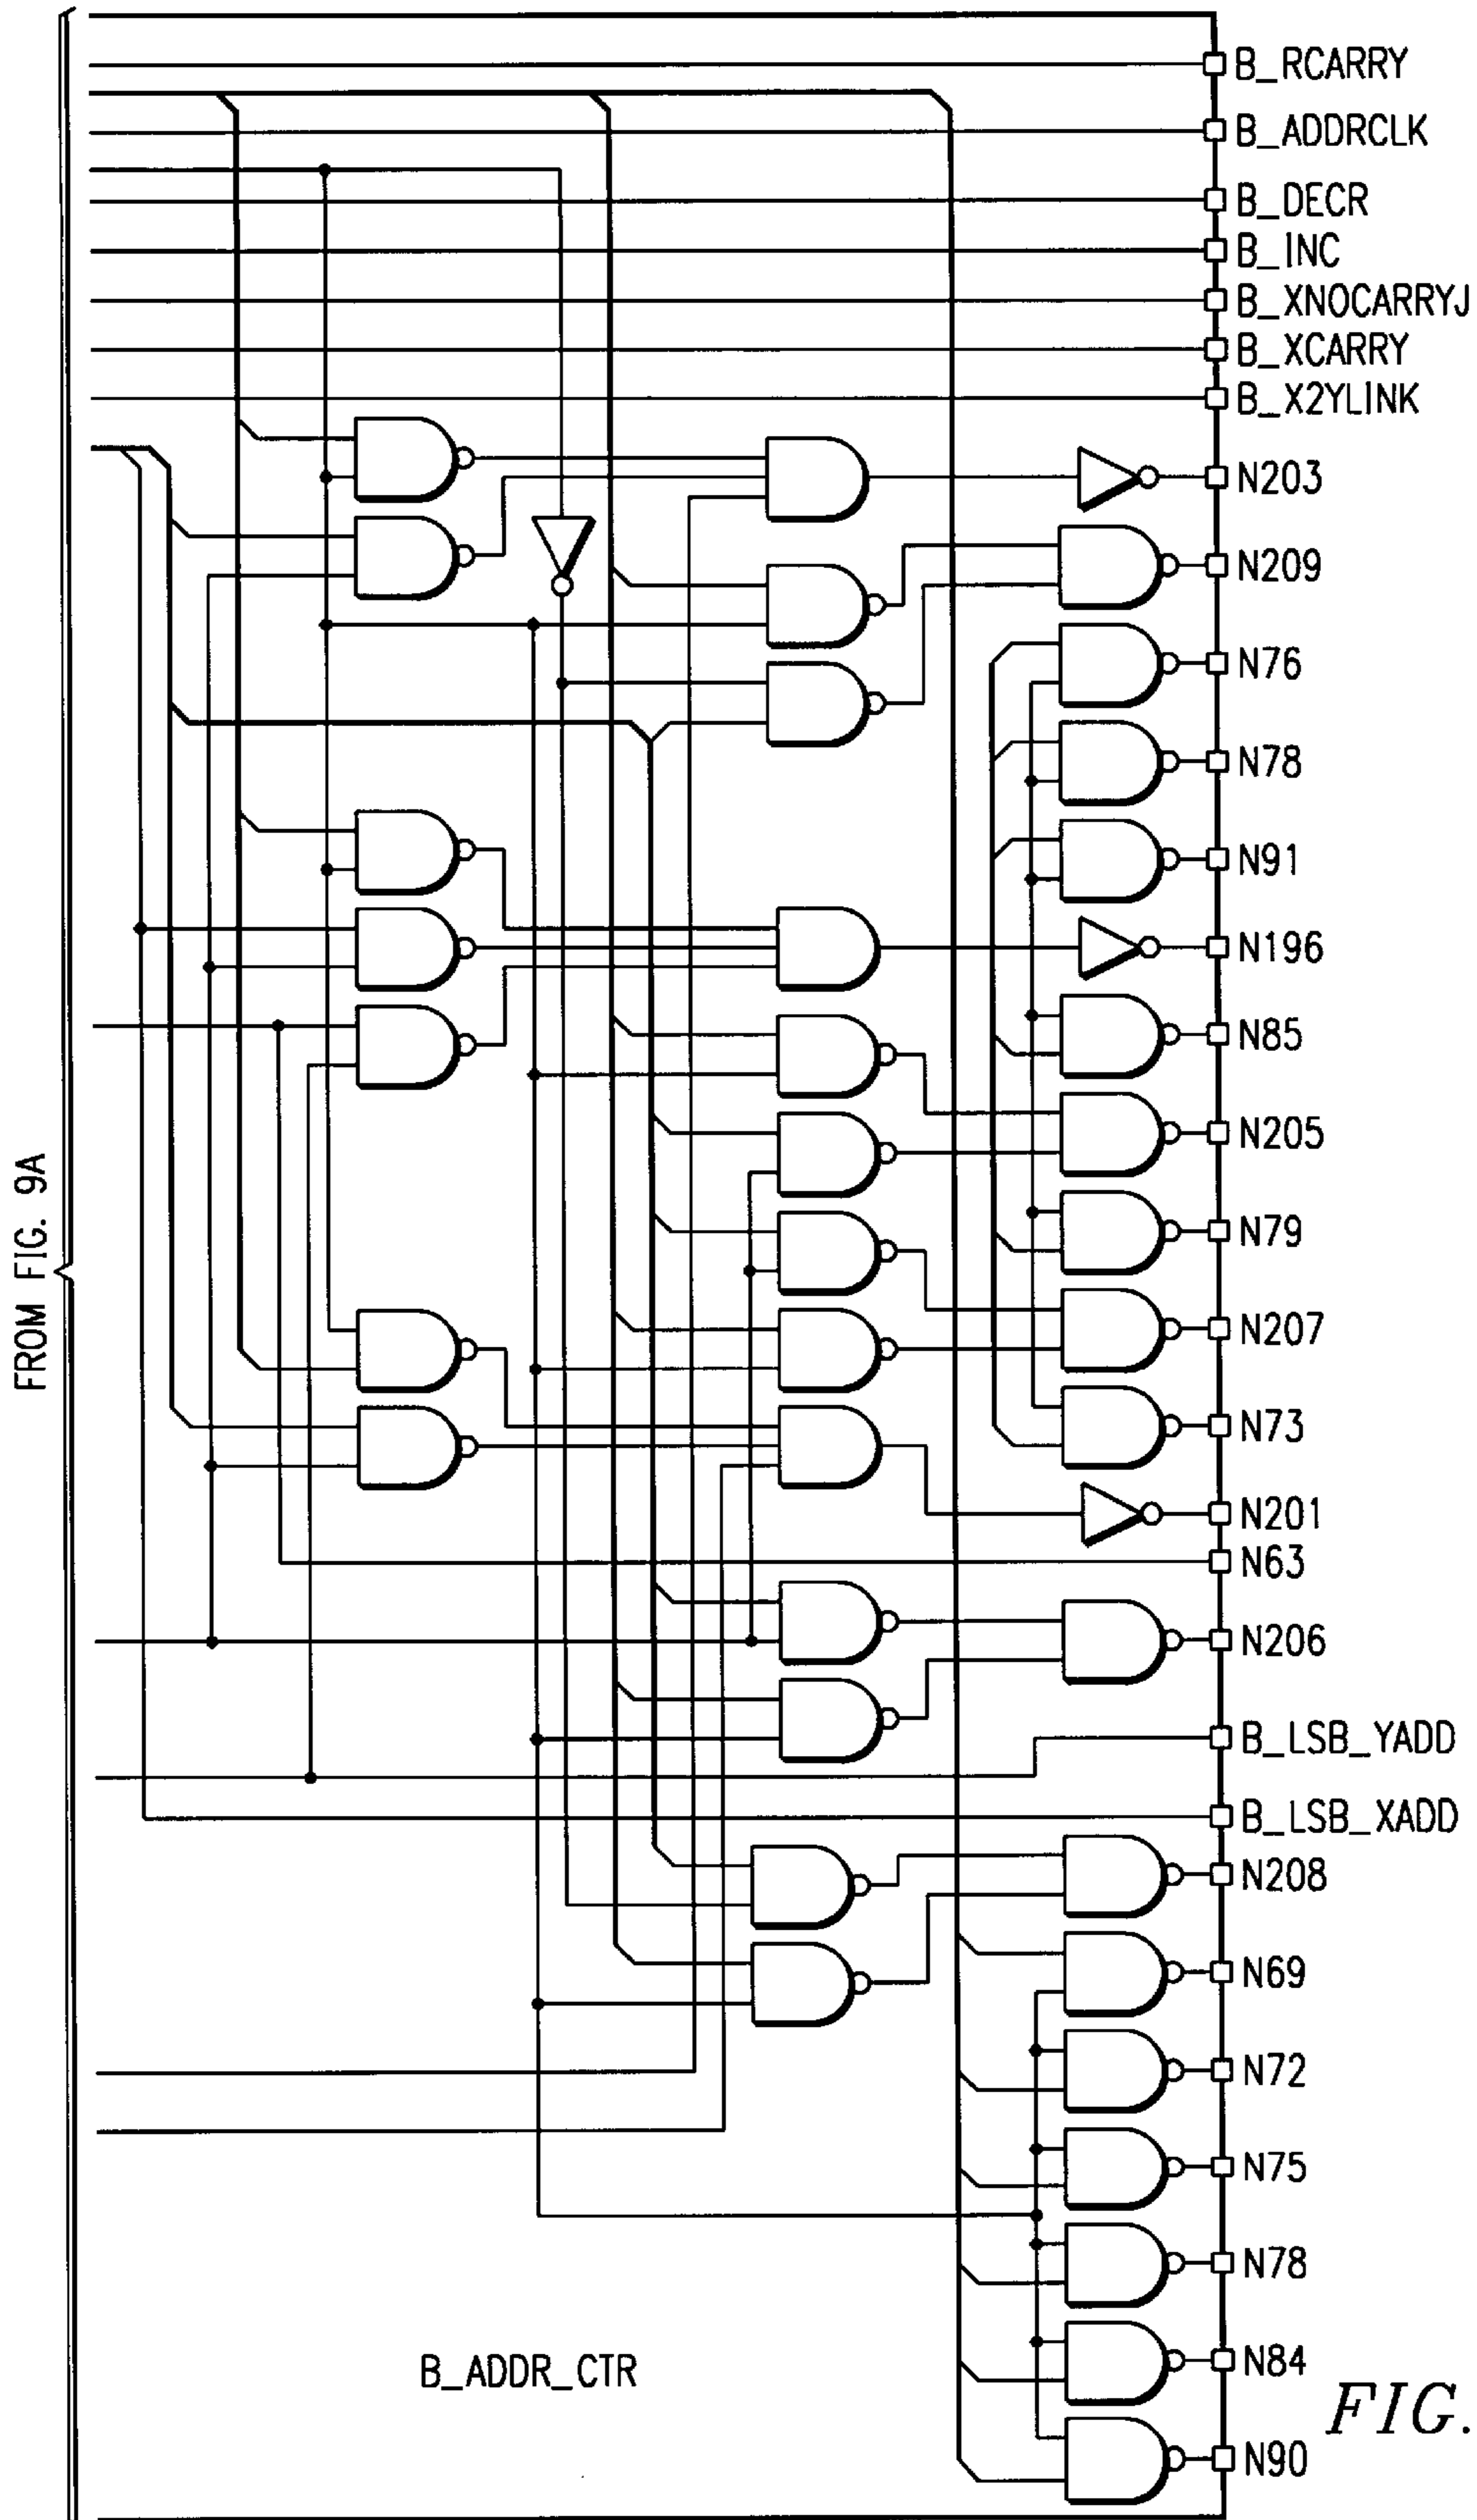 B_RCARRY
B_ADDRCLK
B_DECR
B_INC
B_XNOCARRYJ
B_XCARRY
B_X2YLINK
N203
N209
N76
N78
N91
N196
N85
N205
N79
N207
N73
N201
N63
N206
B_LSB_YADD
B_LSB_XADD
N208
N69
N72
N75
N78
N84
N90
FROM FIG. 9A
B_ADDR_CTR
FIG.